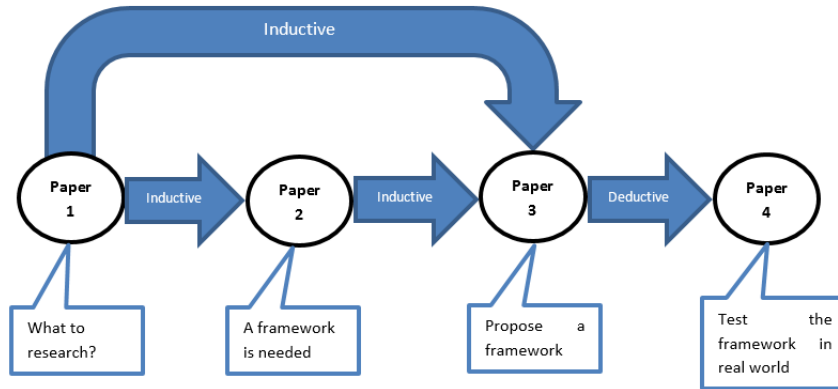 Inductive
Paper
1
Inductive
Paper
2
Inductive
Paper
3
Deductive
Paper
4
What to
research?
A framework
is needed
Propose a
framework
Test the
framework in
real world